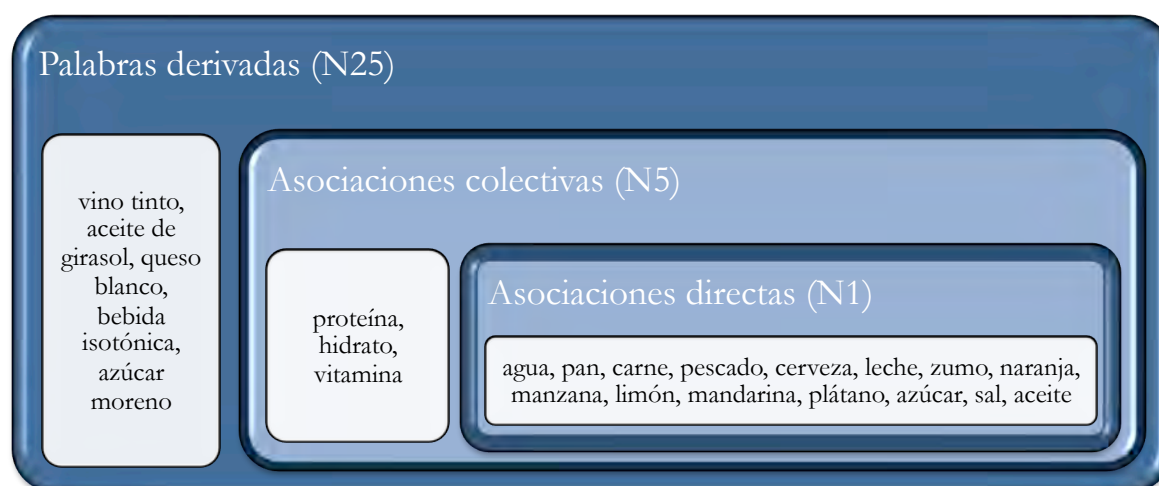 Palabras derivadas (N25)
vino tinto,
aceite de
girasol, queso
blanco,
bebida
isotónica,
azúcar
moreno
Asociaciones colectivas (N5)
proteína,
hidrato,
vitamina
Asociaciones directas (N1)
agua, pan, carne, pescado, cerveza, leche, zumo, naranja,
manzana, limón, mandarina, plátano, azúcar, sal, aceite